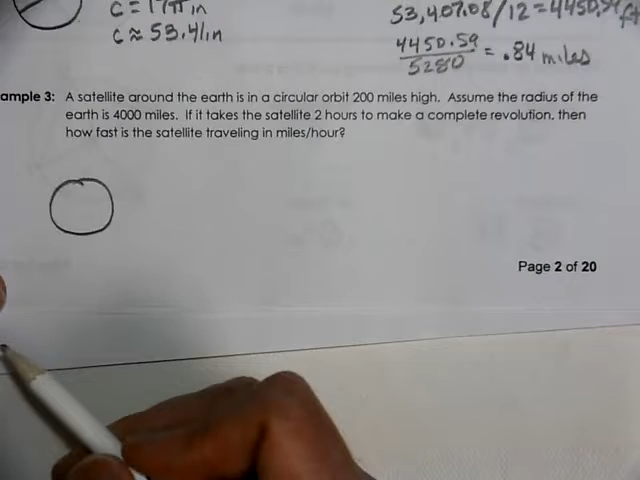 c = 17π in
c ≈ 53.41in
53,407.08/12 = 4450.59 ft
4450.59
5280
= .84 miles
ample 3: A satellite around the earth is in a circular orbit 200 miles high. Assume the radius of the
earth is 4000 miles. If it takes the satellite 2 hours to make a complete revolution, then
how fast is the satellite traveling in miles/hour?
Page 2 of 20